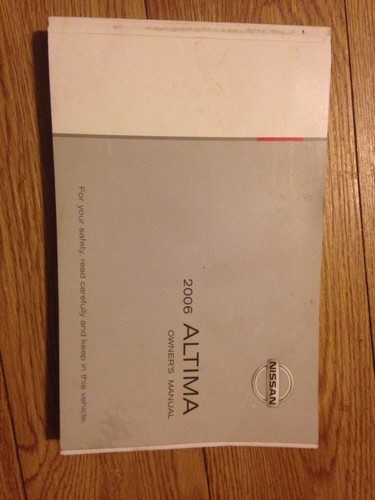 NISSAN
2006 ALTIMA
OWNER'S MANUAL
For your safety, read carefully and keep in this vehicle.